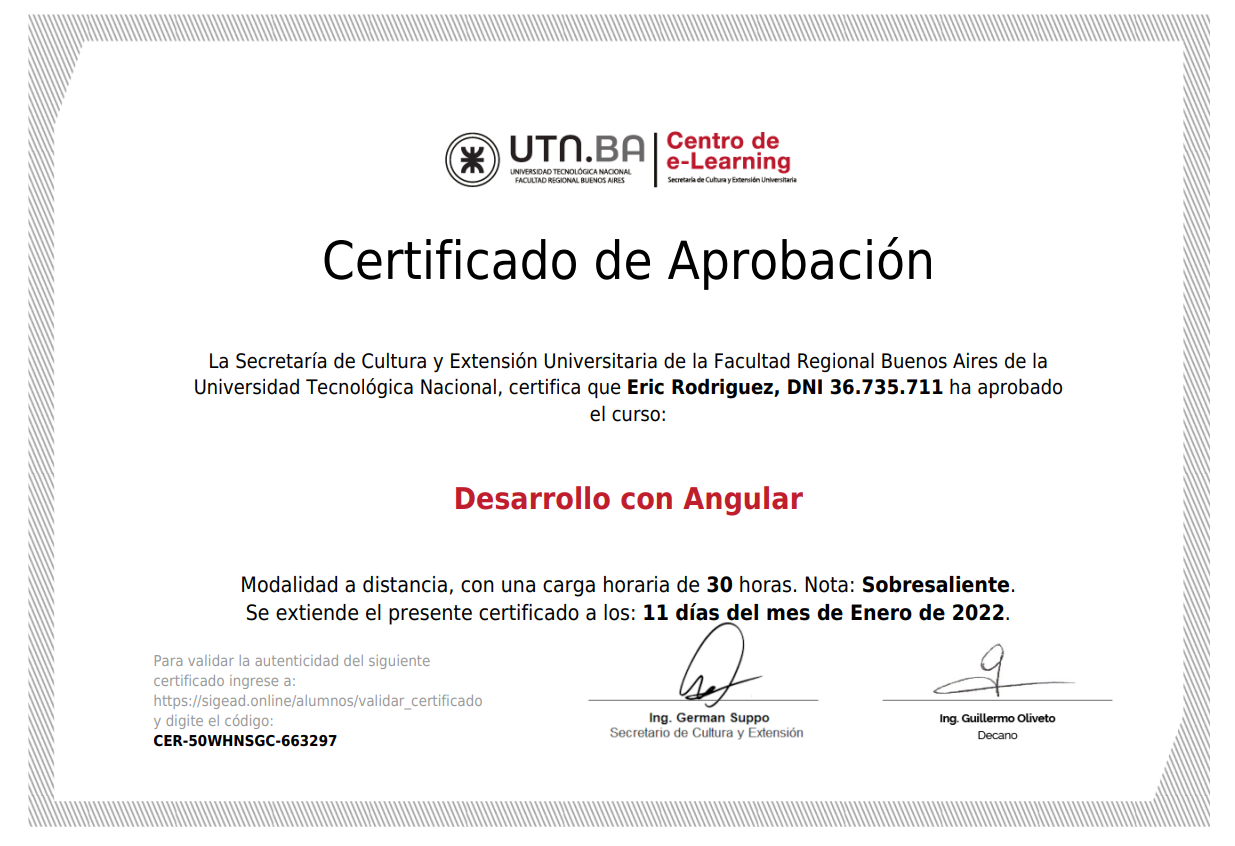 UTN.BA
UNIVERSIDAD TECNOLÓGICA NACIONAL
FACULTAD REGIONAL BUENOS AIRES
Centro de
e-Learning
Secretaría de Cultura y Extensión Universitaria
Certificado de Aprobación
La Secretaría de Cultura y Extensión Universitaria de la Facultad Regional Buenos Aires de la
Universidad Tecnológica Nacional, certifica que Eric Rodriguez, DNI 36.735.711 ha aprobado
el curso:
Desarrollo con Angular
Modalidad a distancia, con una carga horaria de 30 horas. Nota: Sobresaliente.
Se extiende el presente certificado a los: 11 días del mes de Enero de 2022.
Para validar la autenticidad del siguiente
certificado ingrese a:
https://sigead.online/alumnos/validar_certificado
y digite el código:
CER-50WHNSGC-663297
Ing. German Suppo
Secretario de Cultura y Extensión
Ing. Guillermo Oliveto
Decano